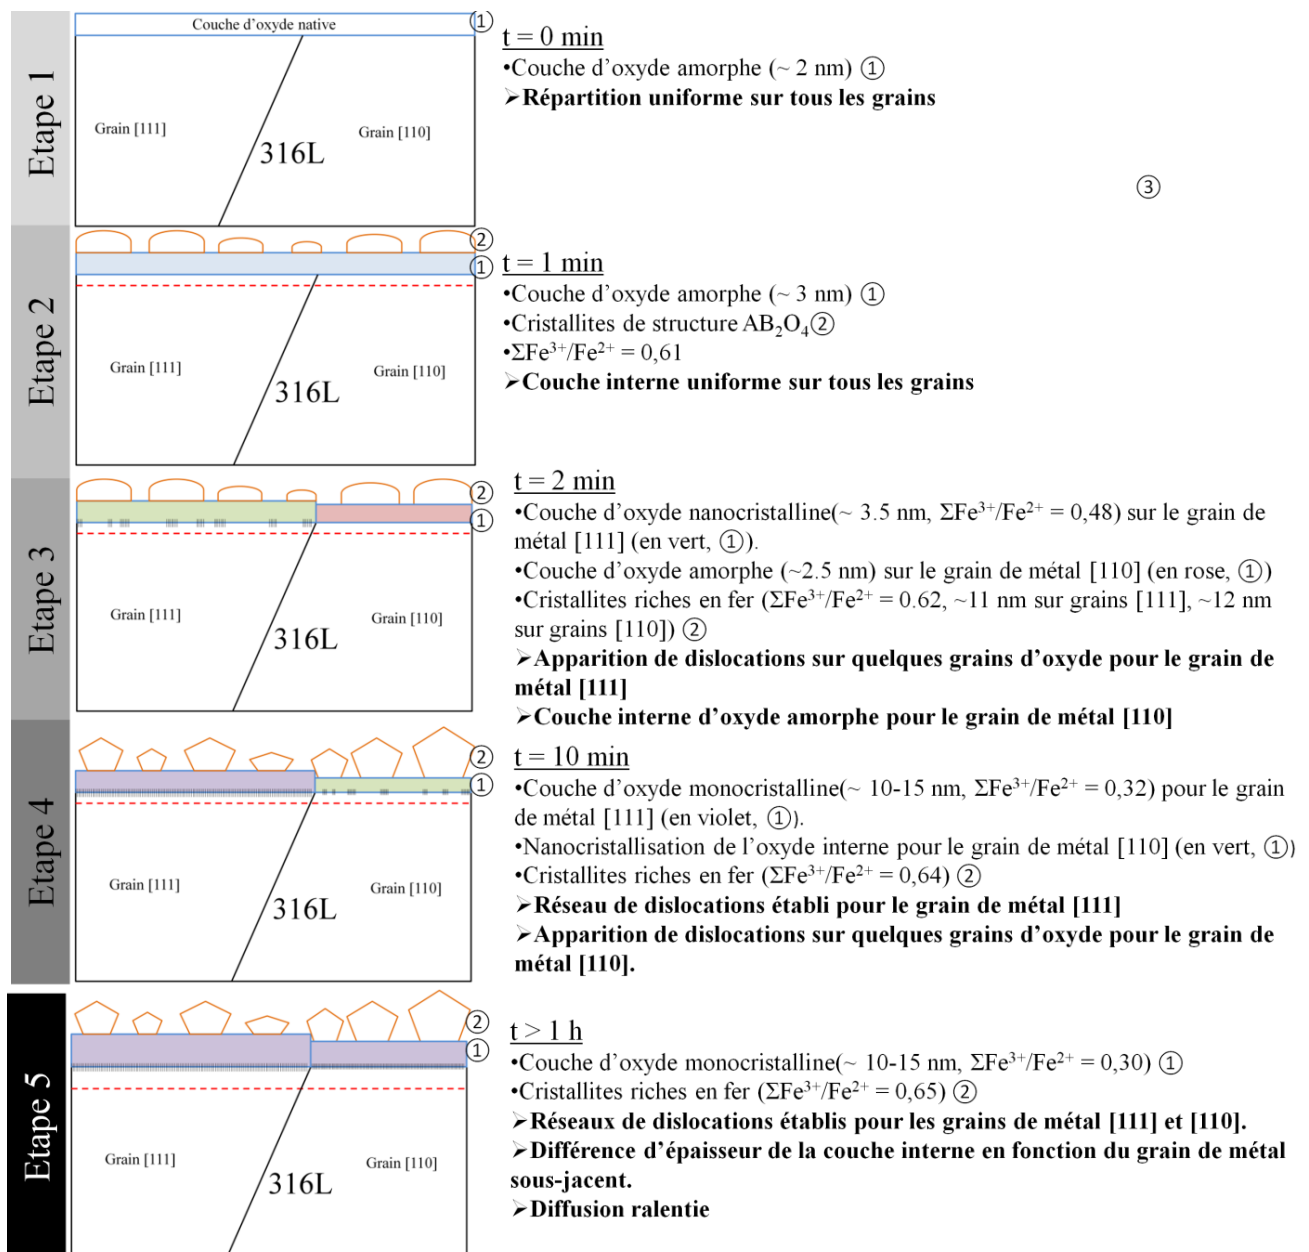 Etape 1
Couche d’oxyde native
①
Grain [111]
316L
Grain [110]
t = 0 min
•Couche d’oxyde amorphe (~ 2 nm) ①
➢Répartition uniforme sur tous les grains
③
Etape 2
②
①
Grain [111]
316L
Grain [110]
t = 1 min
•Couche d’oxyde amorphe (~ 3 nm) ①
•Cristallites de structure AB₂O₄②
•ΣFe³⁺/Fe²⁺ = 0,61
➢Couche interne uniforme sur tous les grains
Etape 3
②
①
Grain [111]
316L
Grain [110]
t = 2 min
•Couche d’oxyde nanocristalline(~ 3.5 nm, ΣFe³⁺/Fe²⁺ = 0,48) sur le grain de
métal [111] (en vert, ①).
•Couche d’oxyde amorphe (~2.5 nm) sur le grain de métal [110] (en rose, ①)
•Cristallites riches en fer (ΣFe³⁺/Fe²⁺ = 0.62, ~11 nm sur grains [111], ~12 nm
sur grains [110]) ②
➢Apparition de dislocations sur quelques grains d’oxyde pour le grain de
métal [111]
➢Couche interne d’oxyde amorphe pour le grain de métal [110]
Etape 4
②
①
Grain [111]
316L
Grain [110]
t = 10 min
•Couche d’oxyde monocristalline(~ 10-15 nm, ΣFe³⁺/Fe²⁺ = 0,32) pour le grain
de métal [111] (en violet, ①).
•Nanocristallisation de l’oxyde interne pour le grain de métal [110] (en vert, ①)
•Cristallites riches en fer (ΣFe³⁺/Fe²⁺ = 0,64) ②
➢Réseau de dislocations établi pour le grain de métal [111]
➢Apparition de dislocations sur quelques grains d’oxyde pour le grain de
métal [110].
Etape 5
②
①
Grain [111]
316L
Grain [110]
t > 1 h
•Couche d’oxyde monocristalline(~ 10-15 nm, ΣFe³⁺/Fe²⁺ = 0,30) ①
•Cristallites riches en fer (ΣFe³⁺/Fe²⁺ = 0,65) ②
➢Réseaux de dislocations établis pour les grains de métal [111] et [110].
➢Différence d’épaisseur de la couche interne en fonction du grain de métal
sous-jacent.
➢Diffusion ralentie